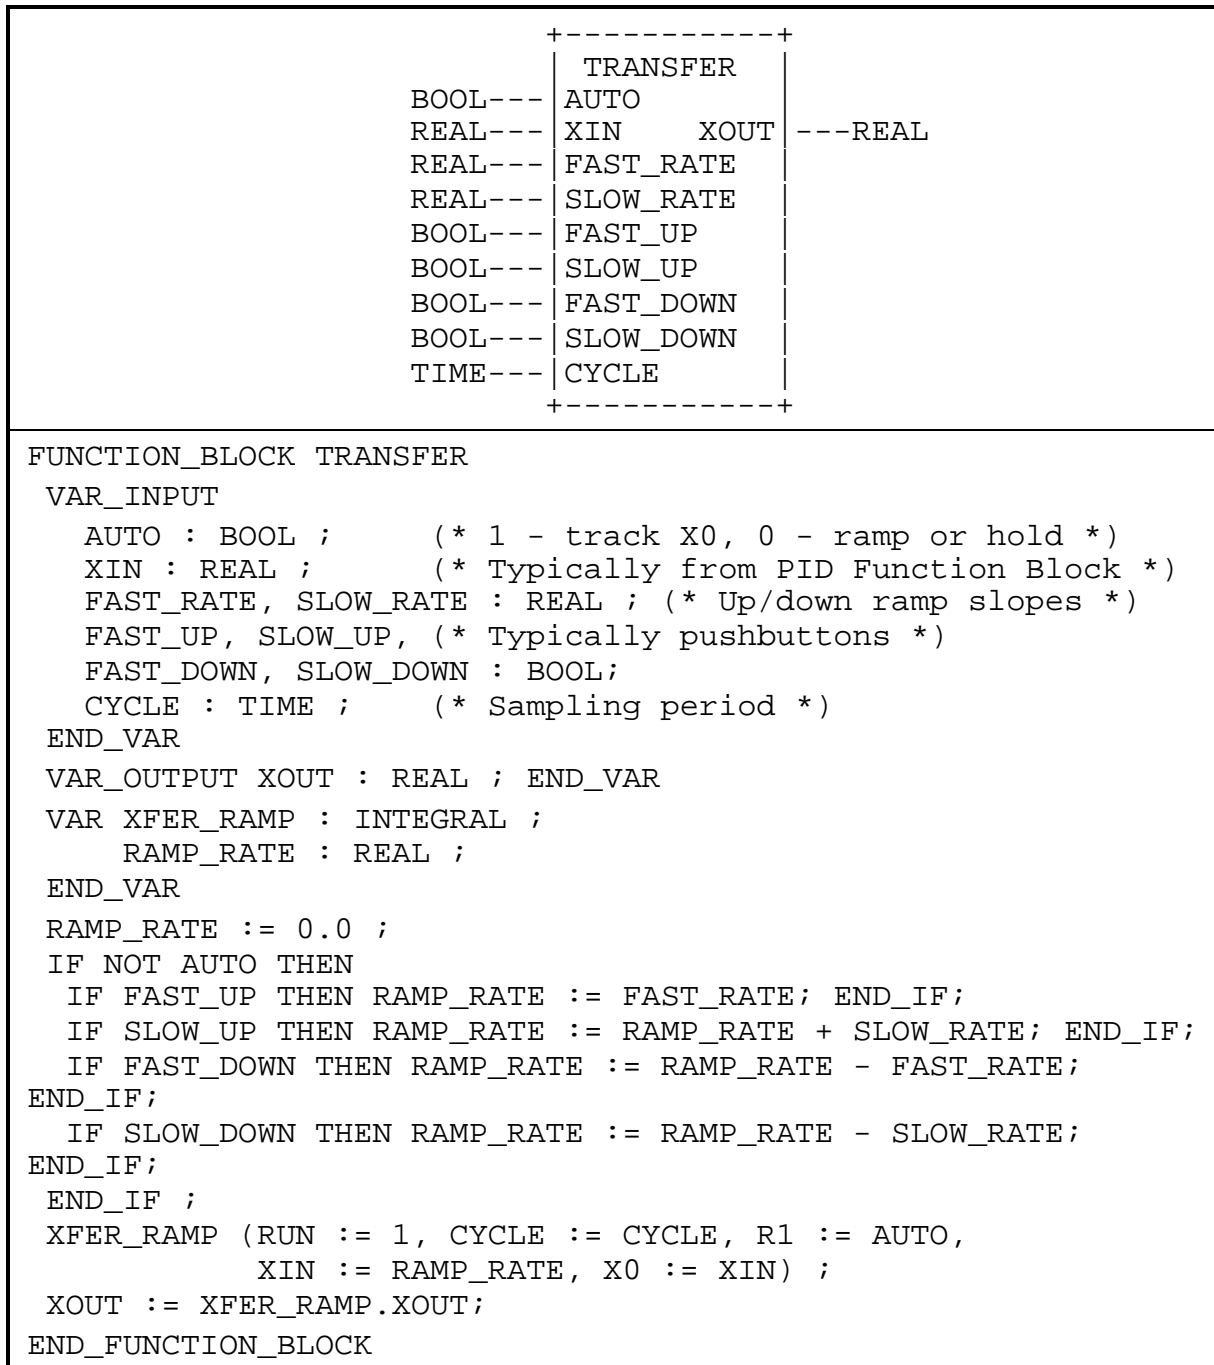 +-----------+
| TRANSFER |
BOOL---|AUTO |
REAL---|XIN XOUT|---REAL
REAL---|FAST_RATE |
REAL---|SLOW_RATE |
BOOL---|FAST_UP |
BOOL---|SLOW_UP |
BOOL---|FAST_DOWN |
BOOL---|SLOW_DOWN |
TIME---|CYCLE |
+-----------+
FUNCTION_BLOCK TRANSFER
VAR_INPUT
AUTO : BOOL ; (* 1 - track X0, 0 - ramp or hold *)
XIN : REAL ; (* Typically from PID Function Block *)
FAST_RATE, SLOW_RATE : REAL ; (* Up/down ramp slopes *)
FAST_UP, SLOW_UP, (* Typically pushbuttons *)
FAST_DOWN, SLOW_DOWN : BOOL;
CYCLE : TIME ; (* Sampling period *)
END_VAR
VAR_OUTPUT XOUT : REAL ; END_VAR
VAR XFER_RAMP : INTEGRAL ;
RAMP_RATE : REAL ;
END_VAR
RAMP_RATE := 0.0 ;
IF NOT AUTO THEN
IF FAST_UP THEN RAMP_RATE := FAST_RATE; END_IF;
IF SLOW_UP THEN RAMP_RATE := RAMP_RATE + SLOW_RATE; END_IF;
IF FAST_DOWN THEN RAMP_RATE := RAMP_RATE - FAST_RATE;
END_IF;
IF SLOW_DOWN THEN RAMP_RATE := RAMP_RATE - SLOW_RATE;
END_IF;
END_IF ;
XFER_RAMP (RUN := 1, CYCLE := CYCLE, R1 := AUTO,
XIN := RAMP_RATE, X0 := XIN) ;
XOUT := XFER_RAMP.XOUT;
END_FUNCTION_BLOCK